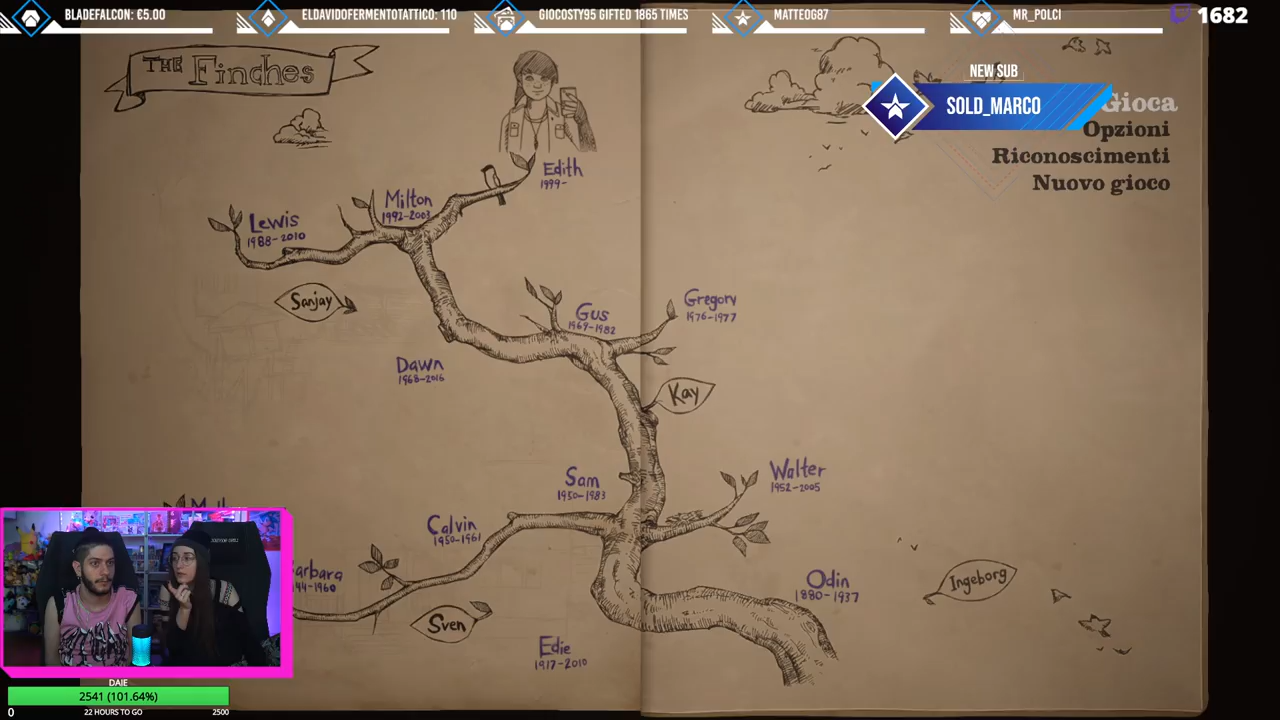 BLADEFALCON: €5.00
ELDAVIDOFERMENTOTATTICO: 110
GIOCOSTY95 GIFTED 1865 TIMES
MATTEOG87
MR_POLCI
1682
THE Finches
NEW SUB
SOLD_MARCO
Gioca
Opzioni
Riconoscimenti
Nuovo gioco
Edith
1999-
Milton
1992-2003
Lewis
1988-2010
Sanjay
Gus
1969-1982
Gregory
1976-1977
Dawn
1968-2016
Kay
Sam
1950-1983
Walter
1952-2005
Calvin
1950-1961
arbara
44-1960
Sven
Odin
1880-1937
Ingeborg
Edie
1917-2010
DAIE
2541 (101.64%)
0
22 HOURS TO GO
2500